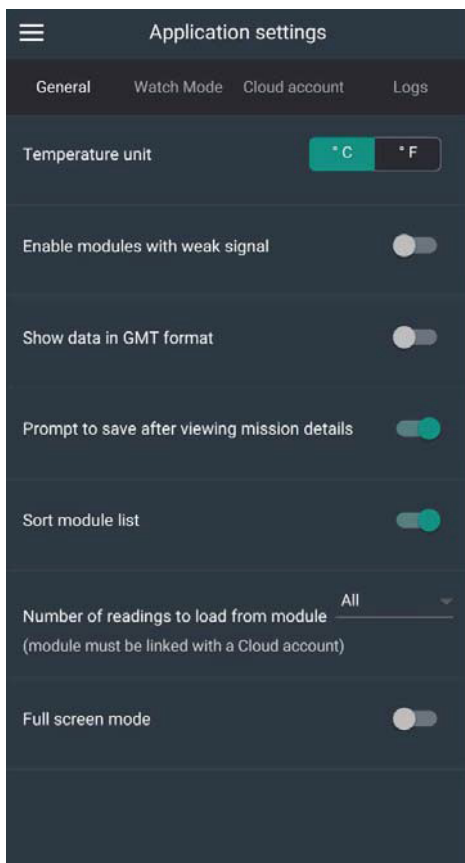 Application settings
General Watch Mode Cloud account Logs
Temperature unit ° C ° F
Enable modules with weak signal
Show data in GMT format
Prompt to save after viewing mission details
Sort module list
All
Number of readings to load from module
(module must be linked with a Cloud account)
Full screen mode